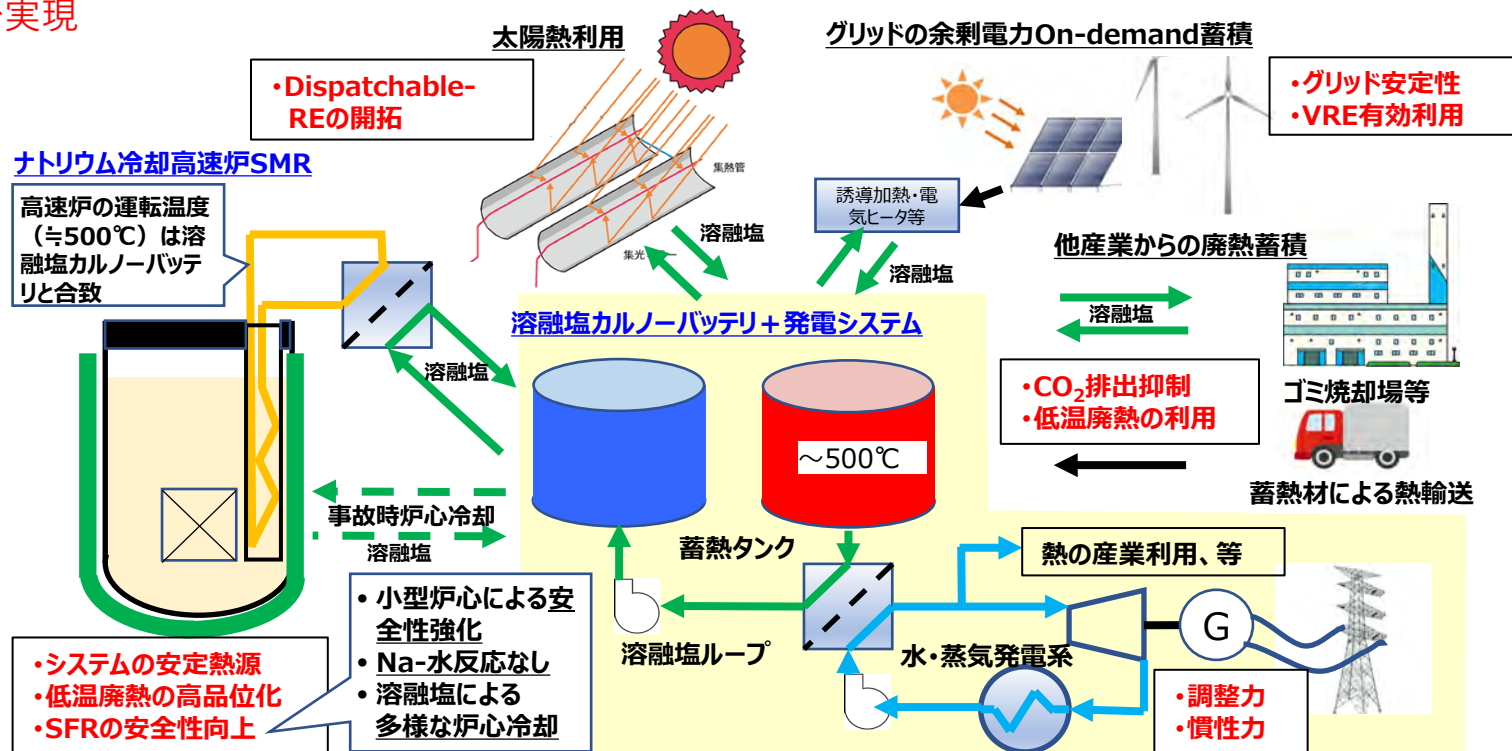 実現
太陽熱利用
グリッドの余剰電力On-demand蓄積
・Dispatchable-
REの開拓
・グリッド安定性
・VRE有効利用
ナトリウム冷却高速炉SMR
高速炉の運転温度
(≒500℃)は溶
融塩カルノーバッテ
リと合致
集熱管
集光
誘導加熱・電
気ヒータ等
溶融塩
溶融塩
他産業からの廃熱蓄積
溶融塩
溶融塩カルノーバッテリ+発電システム
溶融塩
・CO₂排出抑制
・低温廃熱の利用
ゴミ焼却場等
～500℃
蓄熱材による熱輸送
事故時炉心冷却
溶融塩
蓄熱タンク
熱の産業利用、等
• 小型炉心による安
全性強化
• Na-水反応なし
• 溶融塩による
多様な炉心冷却
G
溶融塩ループ
水・蒸気発電系
・システムの安定熱源
・低温廃熱の高品位化
・SFRの安全性向上
・調整力
・慣性力